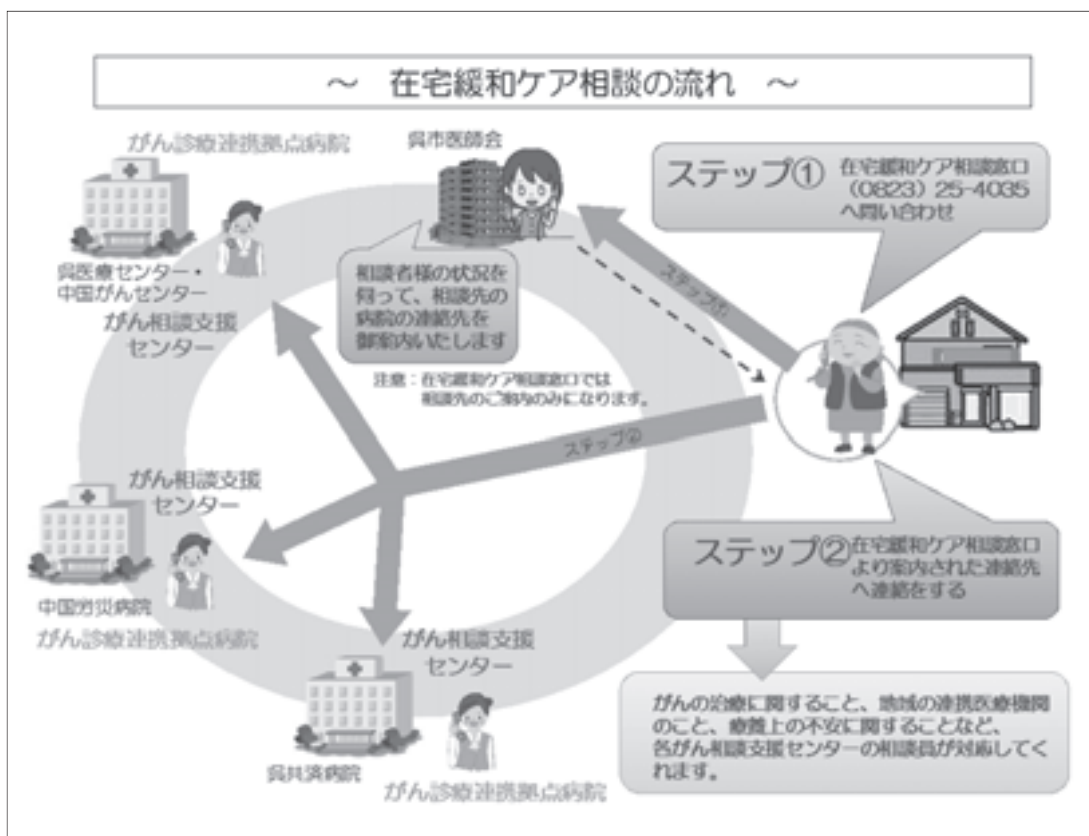 ～　在宅緩和ケア相談の流れ　～
がん診療連携拠点病院
呉医療センター・
中国がんセンター
がん相談支援
センター
呉市医師会
相談者様の状況を
伺って、相談先の
病院の連絡先を
御案内いたします
注意：在宅緩和ケア相談窓口では
相談先のご案内のみになります。
ステップ①
在宅緩和ケア相談窓口
（0823）25-4035
へ問い合わせ
ステップ①
ステップ②
がん相談支援
センター
中国労災病院
がん診療連携拠点病院
がん相談支援
センター
呉共済病院
がん診療連携拠点病院
ステップ②
在宅緩和ケア相談窓口
より案内された連絡先
へ連絡をする
がんの治療に関すること、地域の連携医療機関
のこと、療養上の不安に関することなど、
各がん相談支援センターの相談員が対応してく
れます。